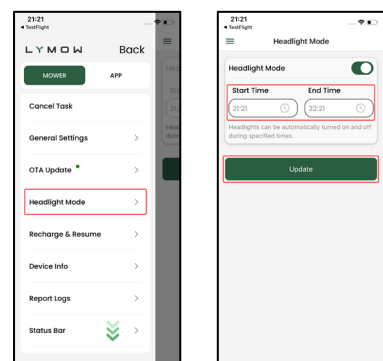 21:21
◀ TestFlight
LYMOW
Back
MOWER
APP
Cancel Task
General Settings
OTA Update
Headlight Mode
Recharge & Resume
Device Info
Report Logs
Status Bar
21:21
◀ TestFlight
Headlight Mode
Headlight Mode
Start Time
End Time
21:21
22:21
Headlights can be automatically turned on and off
during specified times.
Update